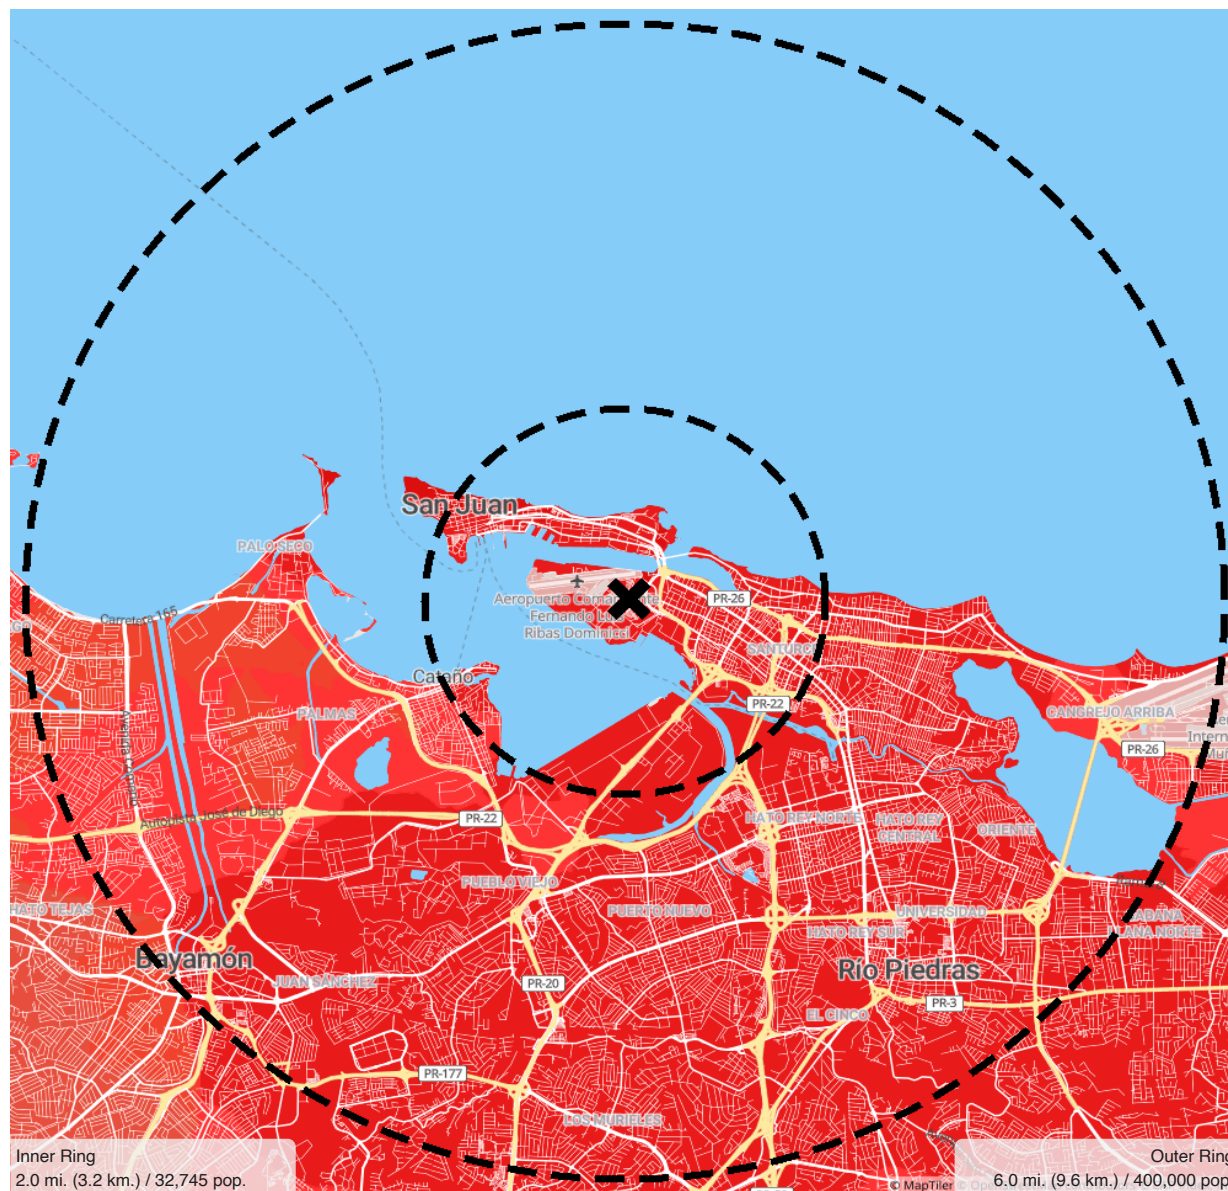 San Juan
PALO SECO
Carretera 165
Aeropuerto Comandante
Fernando Luis
Ribas Dominicci
PR-26
SANTURCE
Cataño
PALMAS
PR-22
CANGREJO ARRIBA
PR-26
Autopista José de Diego
PR-22
HATO REY NORTE
HATO REY
CENTRAL
ORIENTE
PUEBLO VIEJO
HATO TEJAS
PUERTO NUEVO
UNIVERSIDAD
HATO REY SUR
Bayamón
JUAN SÁNCHEZ
PR-20
Río Piedras
PR-3
EL CINCO
PR-177
LOS MURIELES
Inner Ring
2.0 mi. (3.2 km.) / 32,745 pop.
Outer Ring
6.0 mi. (9.6 km.) / 400,000 pop
© MapTiler